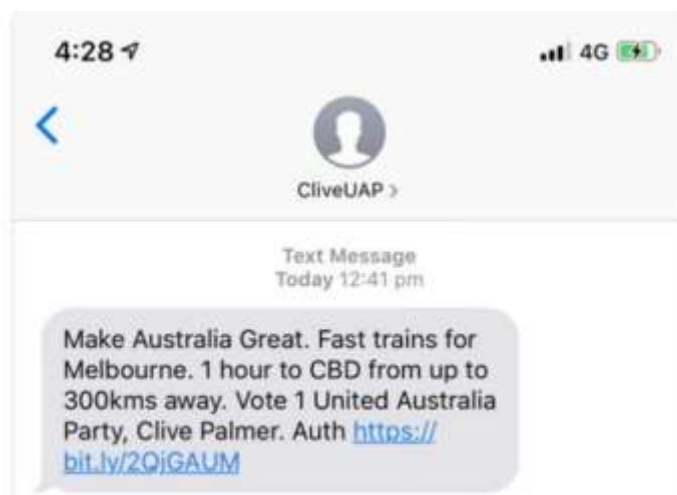 4:28
4G
CliveUAP >
Text Message
Today 12:41 pm
Make Australia Great. Fast trains for
Melbourne. 1 hour to CBD from up to
300kms away. Vote 1 United Australia
Party, Clive Palmer. Auth https://
bit.ly/2QjGAUM